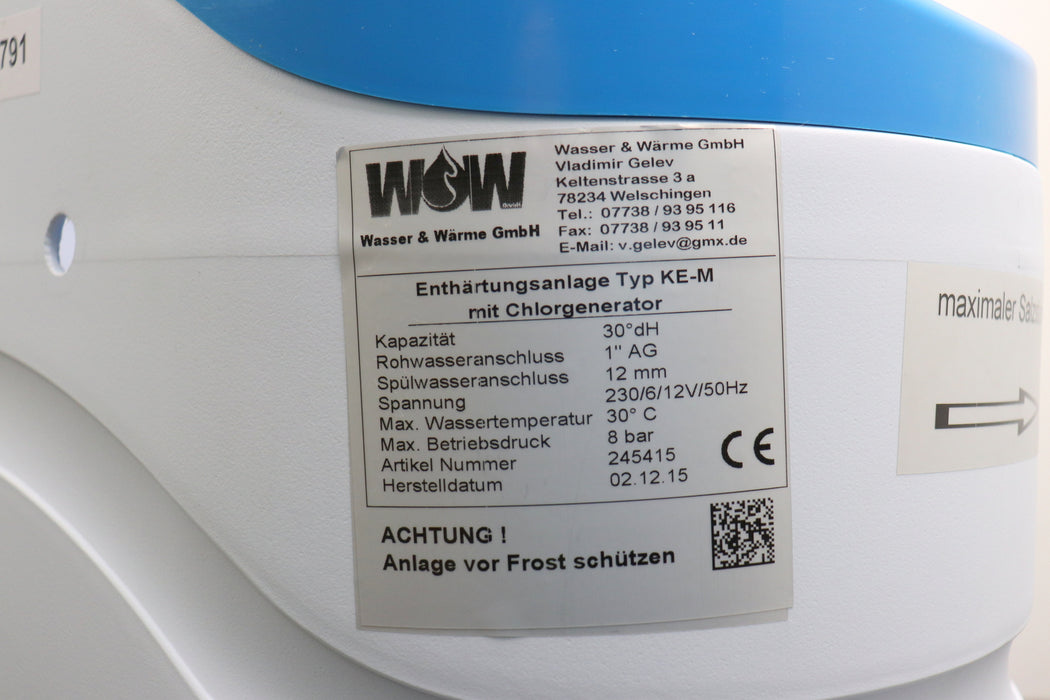 791
WOW
GmbH
Wasser & Wärme GmbH
Wasser & Wärme GmbH
Vladimir Gelev
Keltenstrasse 3 a
78234 Welschingen
Tel.: 07738 / 93 95 116
Fax: 07738 / 93 95 11
E-Mail: v.gelev@gmx.de
Enthärtungsanlage Typ KE-M
mit Chlorgenerator
Kapazität 30°dH
Rohwasseranschluss 1" AG
Spülwasseranschluss 12 mm
Spannung 230/6/12V/50Hz
Max. Wassertemperatur 30° C
Max. Betriebsdruck 8 bar
Artikel Nummer 245415
Herstelldatum 02.12.15
CE
ACHTUNG !
Anlage vor Frost schützen
maximaler